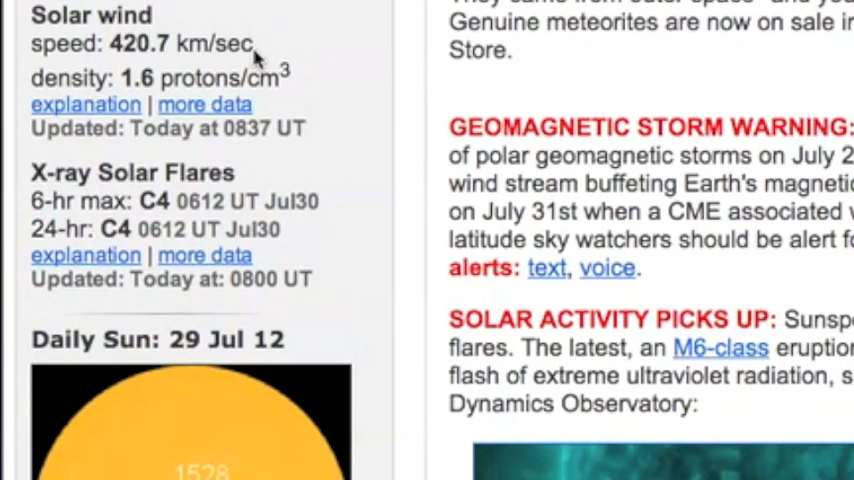 Solar wind
speed: 420.7 km/sec
density: 1.6 protons/cm3
explanation | more data
Updated: Today at 0837 UT
X-ray Solar Flares
6-hr max: C4 0612 UT Jul30
24-hr: C4 0612 UT Jul30
explanation | more data
Updated: Today at: 0800 UT
Daily Sun: 29 Jul 12
1528
Genuine meteorites are now on sale in
Store.
GEOMAGNETIC STORM WARNING:
of polar geomagnetic storms on July 2
wind stream buffeting Earth's
on July 31st when a CME associated
latitude sky watchers should be alert
alerts: text, voice.
SOLAR ACTIVITY PICKS UP:
flares. The latest, an M6-class
flash of extreme ultraviolet radiation,
Dynamics Observatory: